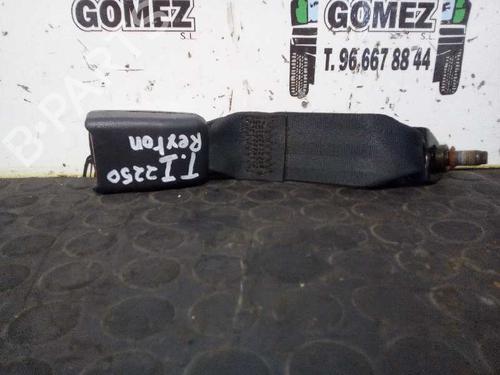 GOMEZ
S.L
GOMEZ
S.L
T. 96 667 88 44
B-PARTS
T.I 2250
Rexton